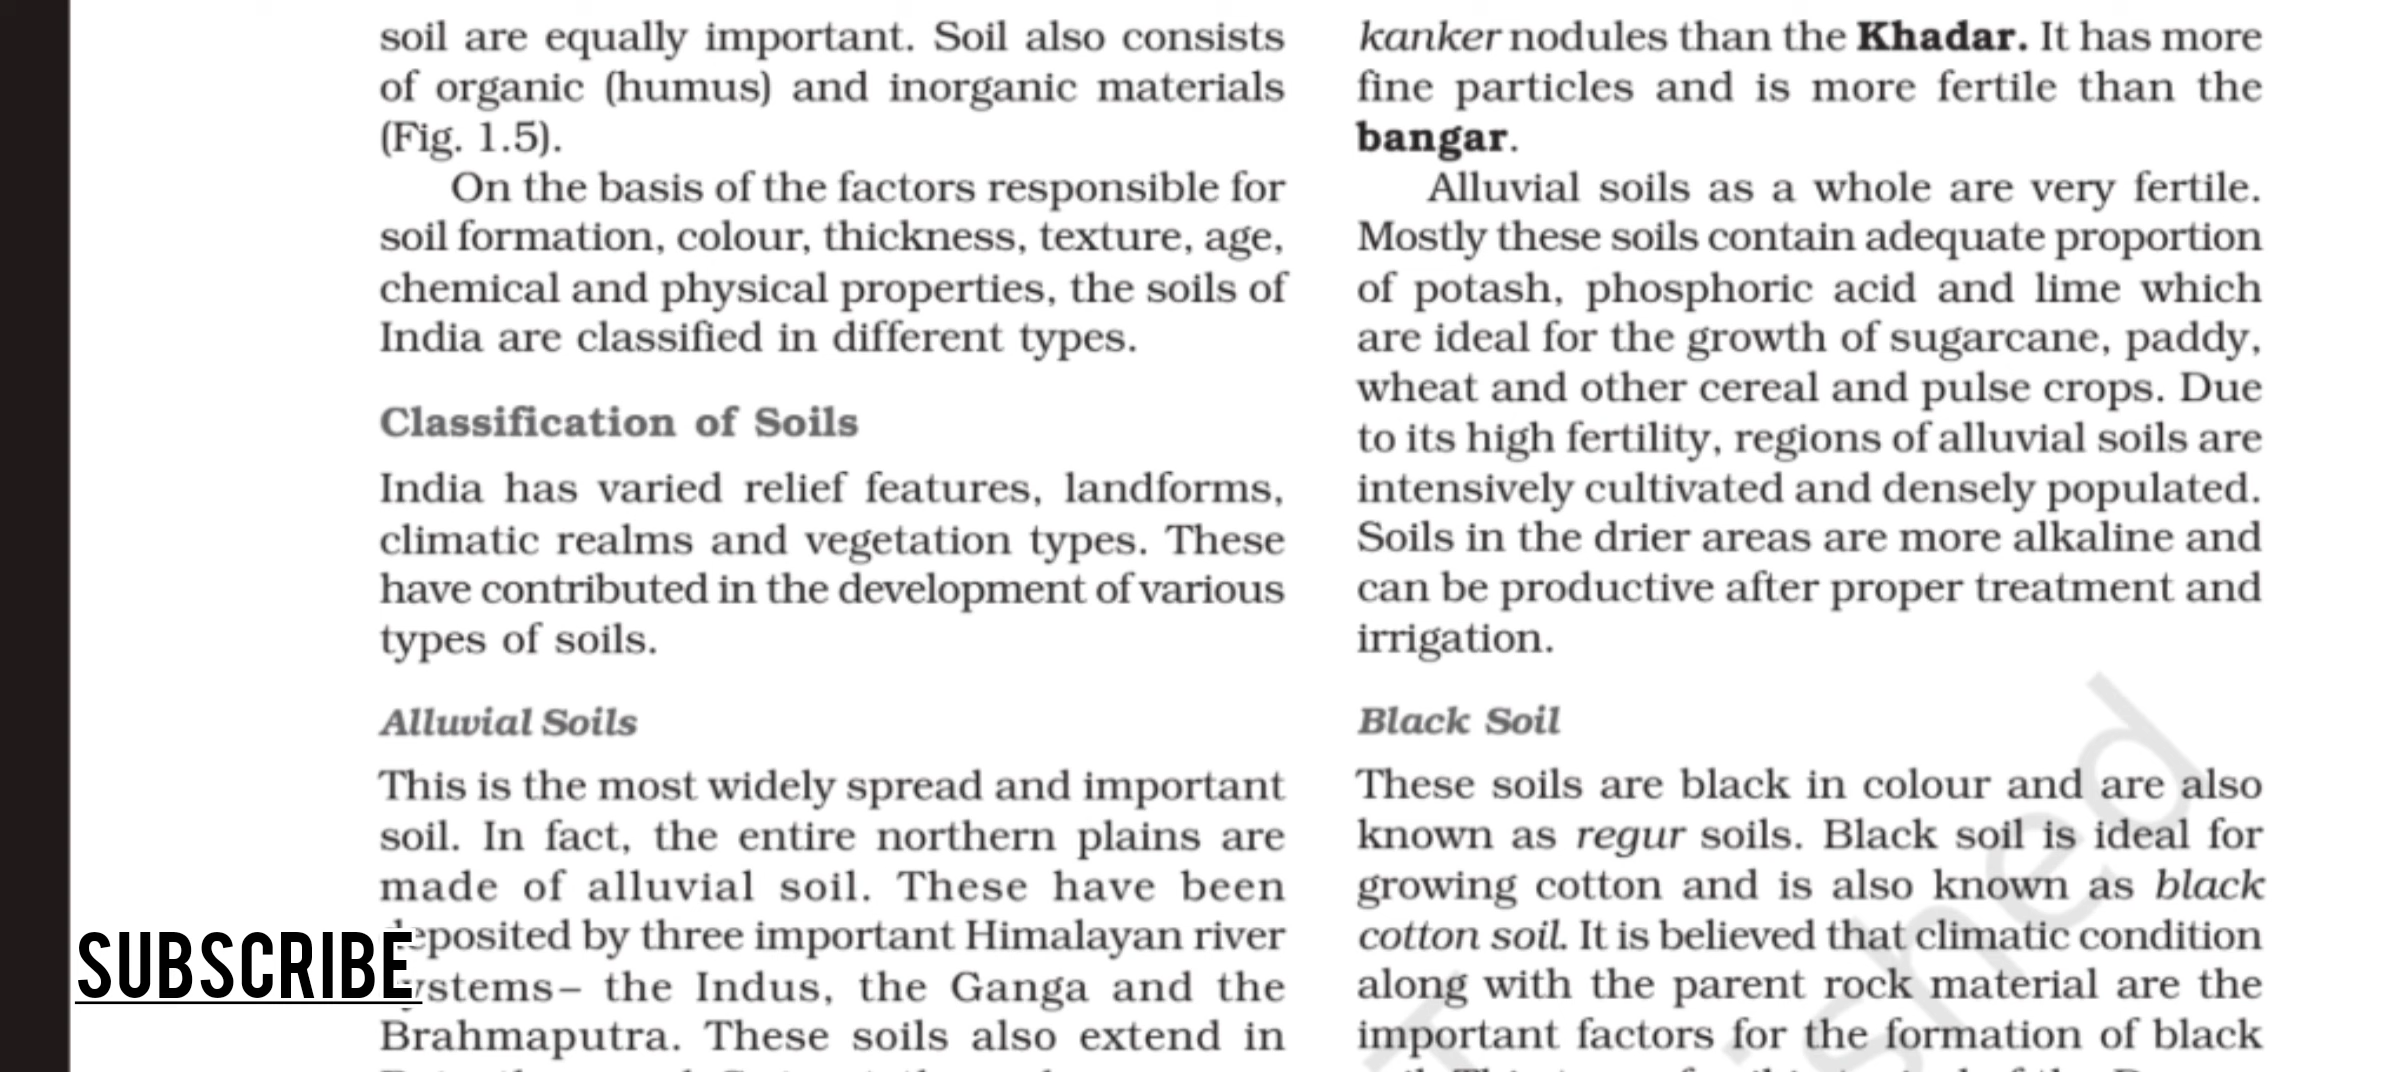 soil are equally important. Soil also consists
of organic (humus) and inorganic materials
(Fig. 1.5).
On the basis of the factors responsible for
soil formation, colour, thickness, texture, age,
chemical and physical properties, the soils of
India are classified in different types.
Classification of Soils
India has varied relief features, landforms,
climatic realms and vegetation types. These
have contributed in the development of various
types of soils.
Alluvial Soils
This is the most widely spread and important
soil. In fact, the entire northern plains are
made of alluvial soil. These have been
deposited by three important Himalayan river
systems– the Indus, the Ganga and the
Brahmaputra. These soils also extend in
SUBSCRIBE
kanker nodules than the Khadar. It has more
fine particles and is more fertile than the
bangar.
Alluvial soils as a whole are very fertile.
Mostly these soils contain adequate proportion
of potash, phosphoric acid and lime which
are ideal for the growth of sugarcane, paddy,
wheat and other cereal and pulse crops. Due
to its high fertility, regions of alluvial soils are
intensively cultivated and densely populated.
Soils in the drier areas are more alkaline and
can be productive after proper treatment and
irrigation.
Black Soil
These soils are black in colour and are also
known as regur soils. Black soil is ideal for
growing cotton and is also known as black
cotton soil. It is believed that climatic condition
along with the parent rock material are the
important factors for the formation of black